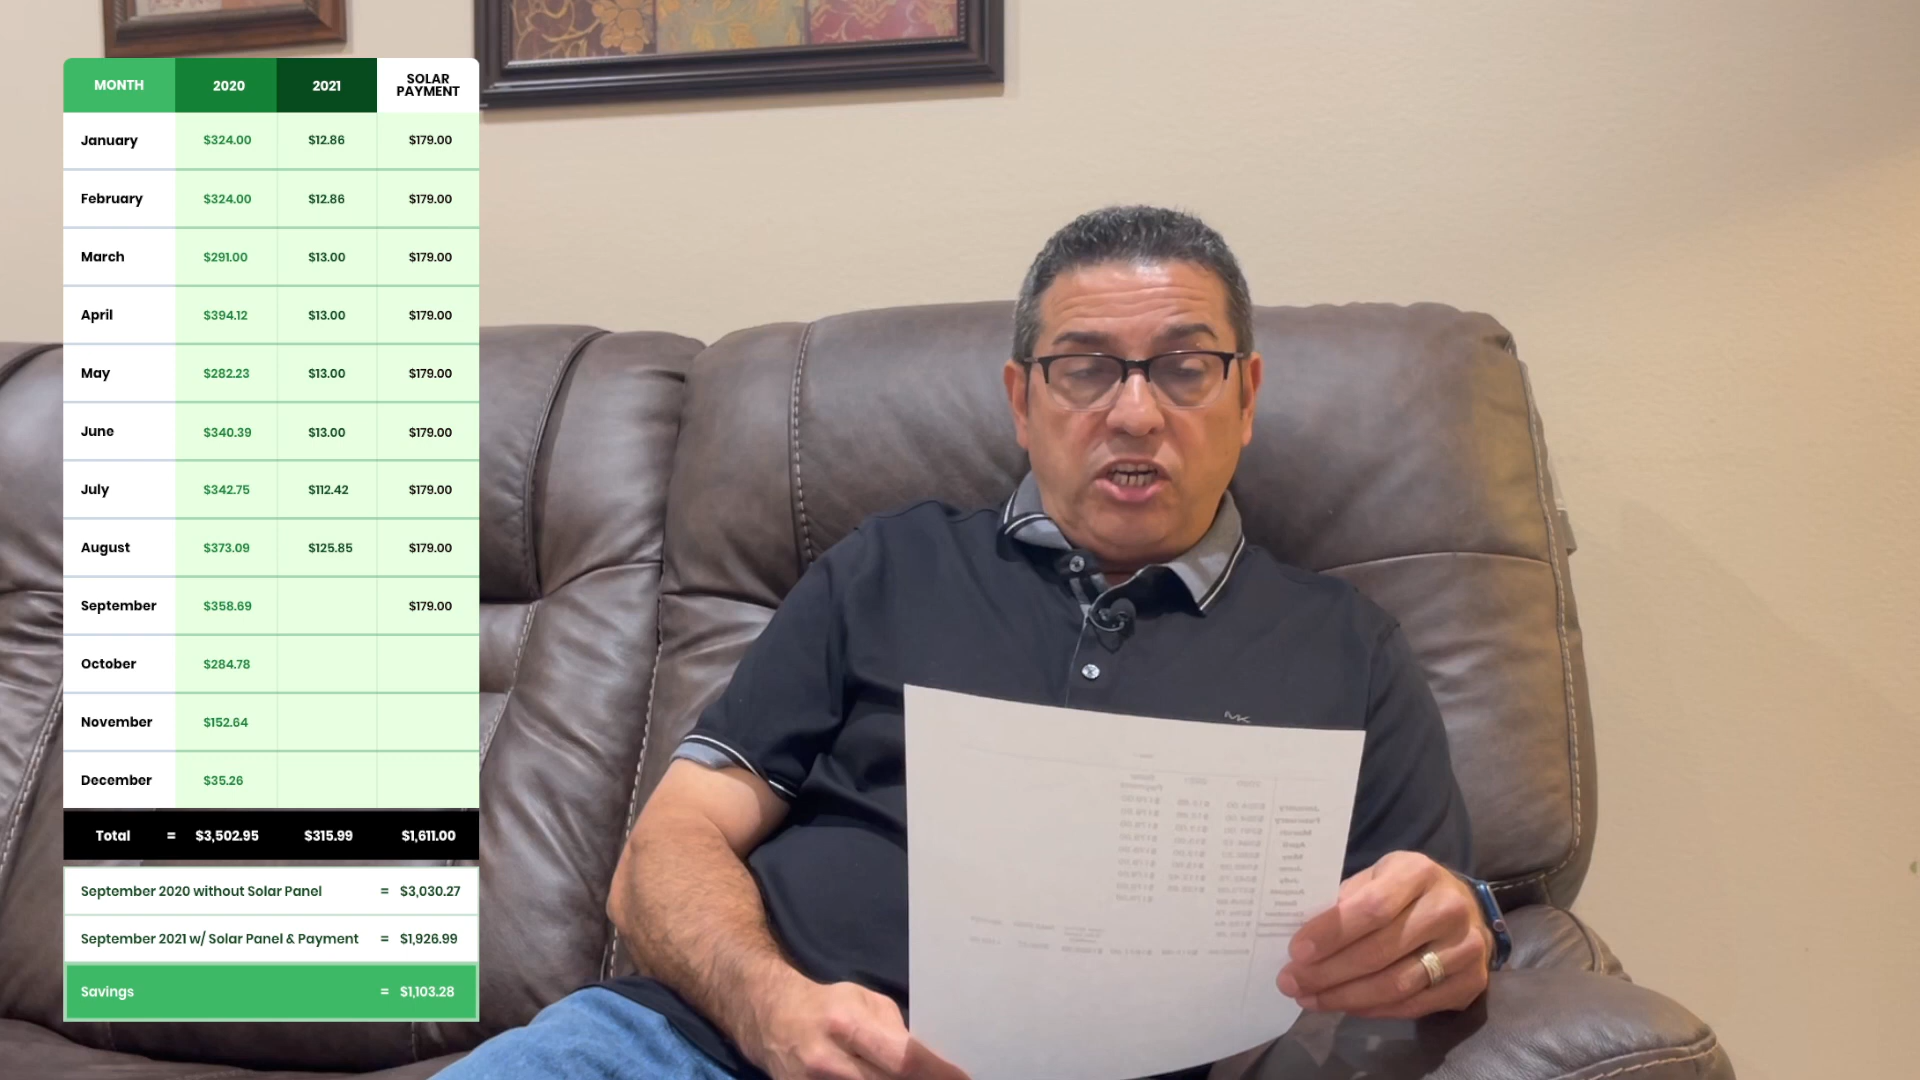 MONTH 2020 2021 SOLAR PAYMENT
January $324.00 $12.86 $179.00
February $324.00 $12.86 $179.00
March $291.00 $13.00 $179.00
April $394.12 $13.00 $179.00
May $282.23 $13.00 $179.00
June $340.39 $13.00 $179.00
July $342.75 $112.42 $179.00
August $373.09 $125.85 $179.00
September $358.69 $179.00
October $284.78
November $152.64
December $35.26
Total = $3,502.95 $315.99 $1,611.00
September 2020 without Solar Panel = $3,030.27
September 2021 w/ Solar Panel & Payment = $1,926.99
Savings = $1,103.28
MK